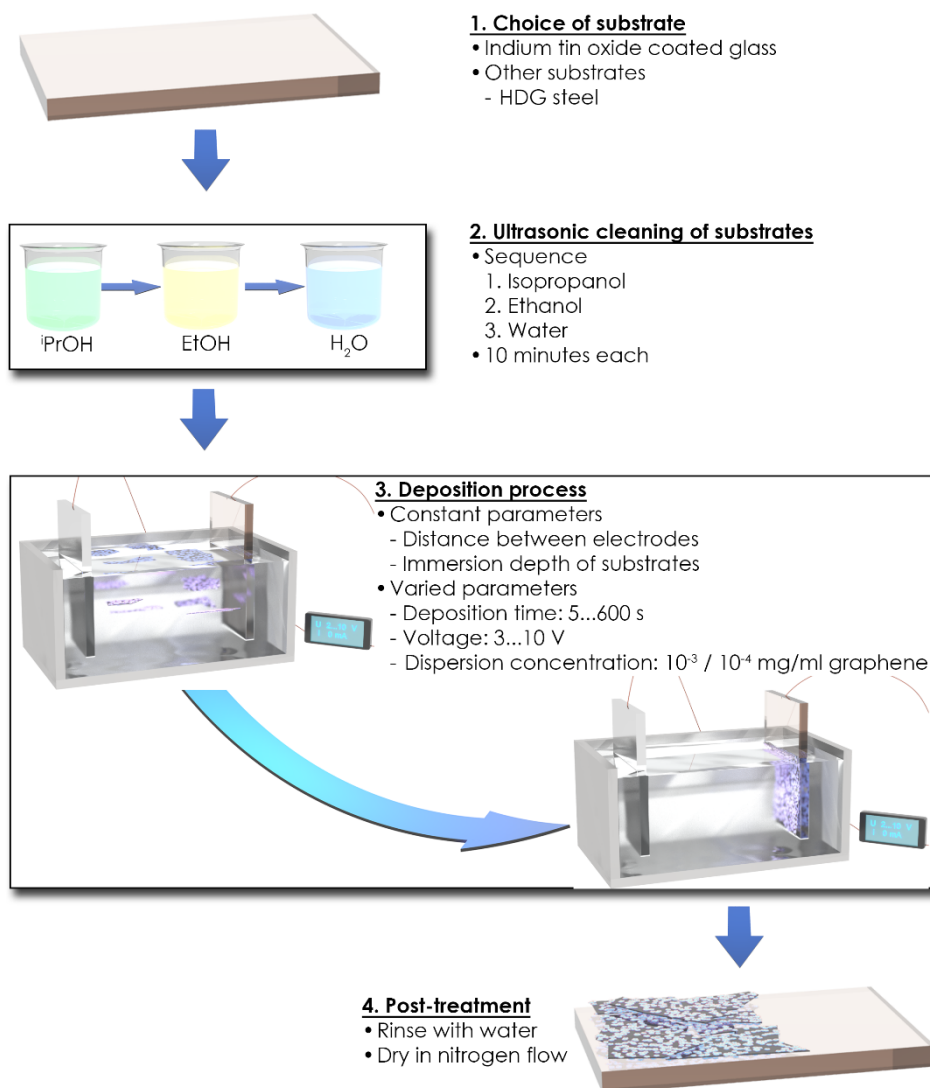 1. Choice of substrate
• Indium tin oxide coated glass
• Other substrates
- HDG steel
2. Ultrasonic cleaning of substrates
• Sequence
1. Isopropanol
2. Ethanol
3. Water
• 10 minutes each
ⁱPrOH
EtOH
H₂O
3. Deposition process
• Constant parameters
- Distance between electrodes
- Immersion depth of substrates
• Varied parameters
- Deposition time: 5...600 s
- Voltage: 3...10 V
- Dispersion concentration: 10⁻³ / 10⁻⁴ mg/ml graphene
4. Post-treatment
• Rinse with water
• Dry in nitrogen flow